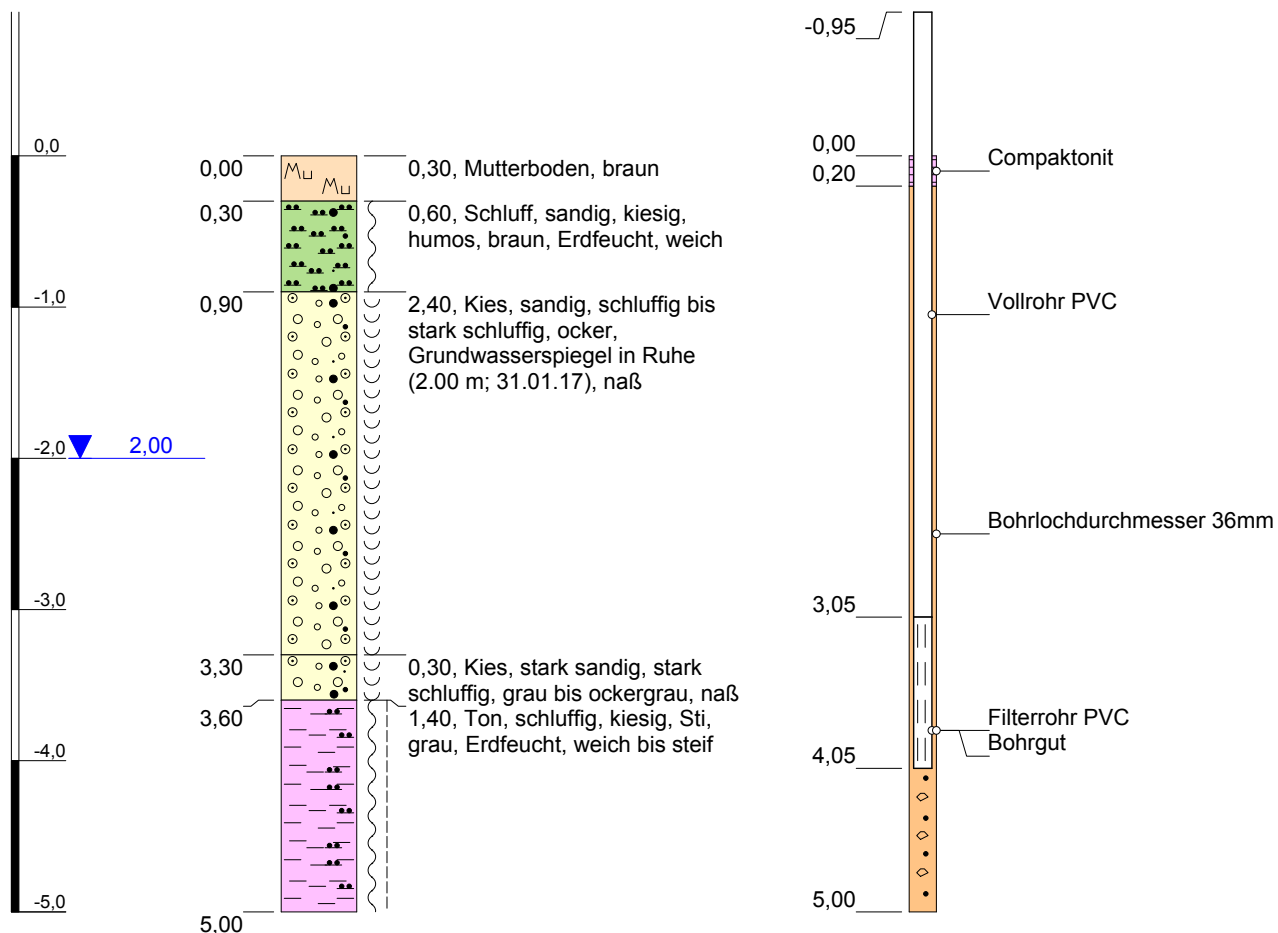 0,0
-1,0
-2,0
-3,0
-4,0
-5,0
2,00
0,00
0,30
0,90
3,30
3,60
5,00
Mu
Mu
0,30, Mutterboden, braun
0,60, Schluff, sandig, kiesig,
humos, braun, Erdfeucht, weich
2,40, Kies, sandig, schluffig bis
stark schluffig, ocker,
Grundwasserspiegel in Ruhe
(2.00 m; 31.01.17), naß
0,30, Kies, stark sandig, stark
schluffig, grau bis ockergrau, naß
1,40, Ton, schluffig, kiesig, Sti,
grau, Erdfeucht, weich bis steif
-0,95
0,00
0,20
3,05
4,05
5,00
Compaktonit
Vollrohr PVC
Bohrlochdurchmesser 36mm
Filterrohr PVC
Bohrgut